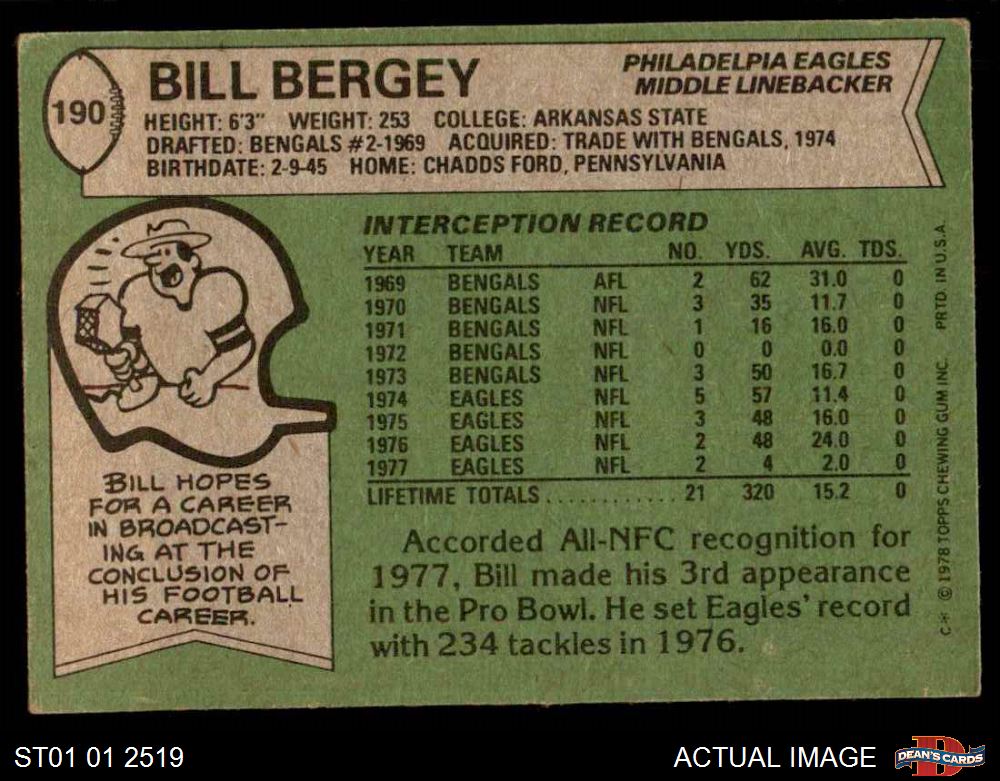 190
BILL BERGEY
PHILADELPIA EAGLES
MIDDLE LINEBACKER
HEIGHT: 6'3" WEIGHT: 253 COLLEGE: ARKANSAS STATE
DRAFTED: BENGALS #2-1969 ACQUIRED: TRADE WITH BENGALS, 1974
BIRTHDATE: 2-9-45 HOME: CHADDS FORD, PENNSYLVANIA
INTERCEPTION RECORD
YEAR TEAM NO. YDS. AVG. TDS.
1969 BENGALS AFL 2 62 31.0 0
1970 BENGALS NFL 3 35 11.7 0
1971 BENGALS NFL 1 16 16.0 0
1972 BENGALS NFL 0 0 0.0 0
1973 BENGALS NFL 3 50 16.7 0
1974 EAGLES NFL 5 57 11.4 0
1975 EAGLES NFL 3 48 16.0 0
1976 EAGLES NFL 2 48 24.0 0
1977 EAGLES NFL 2 4 2.0 0
LIFETIME TOTALS............ 21 320 15.2 0
BILL HOPES
FOR A CAREER
IN BROADCAST-
ING AT THE
CONCLUSION OF
HIS FOOTBALL
CAREER.
Accorded All-NFC recognition for
1977, Bill made his 3rd appearance
in the Pro Bowl. He set Eagles' record
with 234 tackles in 1976.
C* © 1978 TOPPS CHEWING GUM INC. PRTD. IN U.S.A.
ST01 01 2519
ACTUAL IMAGE
D
DEAN'S CARDS